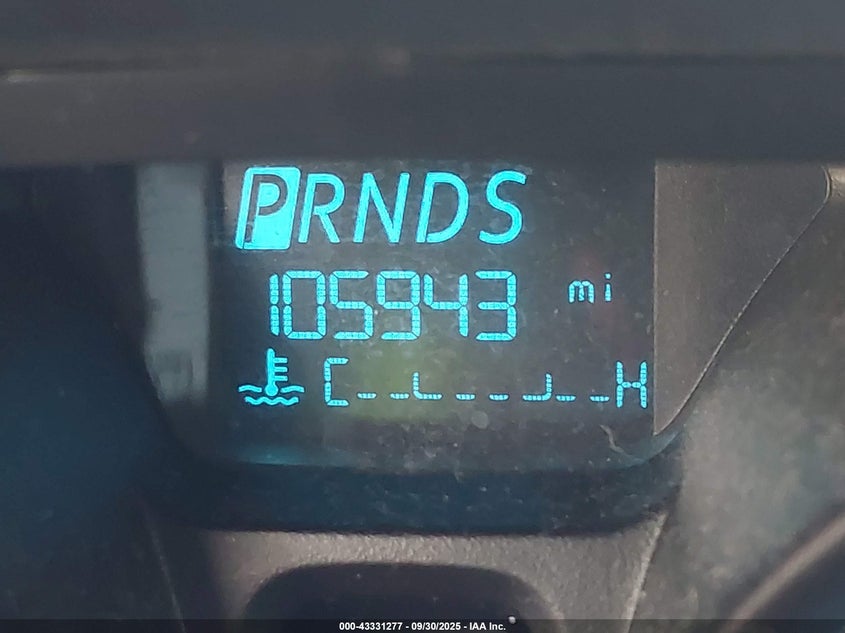 PRNDS
105943 mi
C H
000-43331277 - 09/30/2025 - IAA Inc.